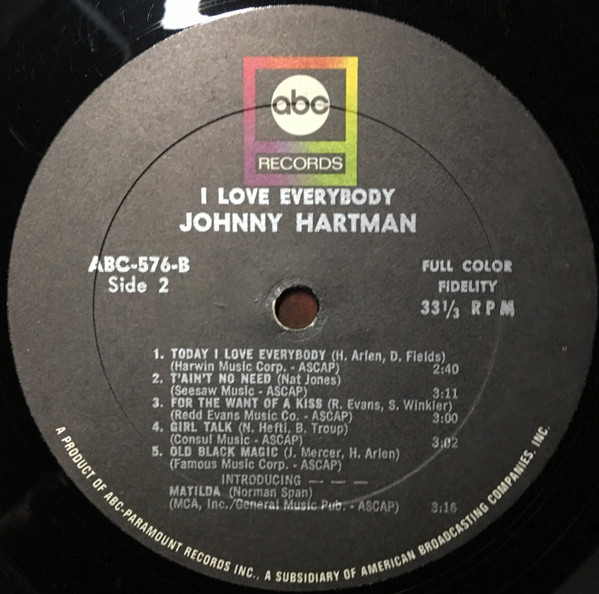 abc
RECORDS
I LOVE EVERYBODY
JOHNNY HARTMAN
ABC-576-B
Side 2
FULL COLOR
FIDELITY
33 1/3 RPM
1. TODAY I LOVE EVERYBODY (H. Arlen, D. Fields)
(Harwin Music Corp. - ASCAP) 2:40
2. T'AIN'T NO NEED (Nat Jones)
(Seesaw Music - ASCAP) 3:11
3. FOR THE WANT OF A KISS (R. Evans, S. Winkler)
(Redd Evans Music Co. - ASCAP) 3:00
4. GIRL TALK (N. Hefti, B. Troup)
(Consul Music - ASCAP) 3:02
5. OLD BLACK MAGIC (J. Mercer, H. Arlen)
(Famous Music Corp. - ASCAP)
INTRODUCING — — —
MATILDA (Norman Span)
(MCA, Inc./General Music Pub. - ASCAP) 3:16
A PRODUCT OF ABC-PARAMOUNT RECORDS INC., A SUBSIDIARY OF AMERICAN BROADCASTING COMPANIES, INC.